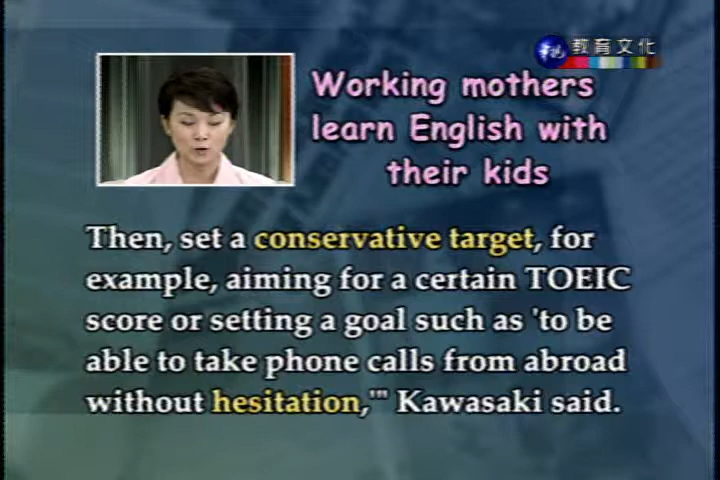 華視
教育文化
Working mothers
learn English with
their kids
Then, set a conservative target, for
example, aiming for a certain TOEIC
score or setting a goal such as 'to be
able to take phone calls from abroad
without hesitation,'" Kawasaki said.